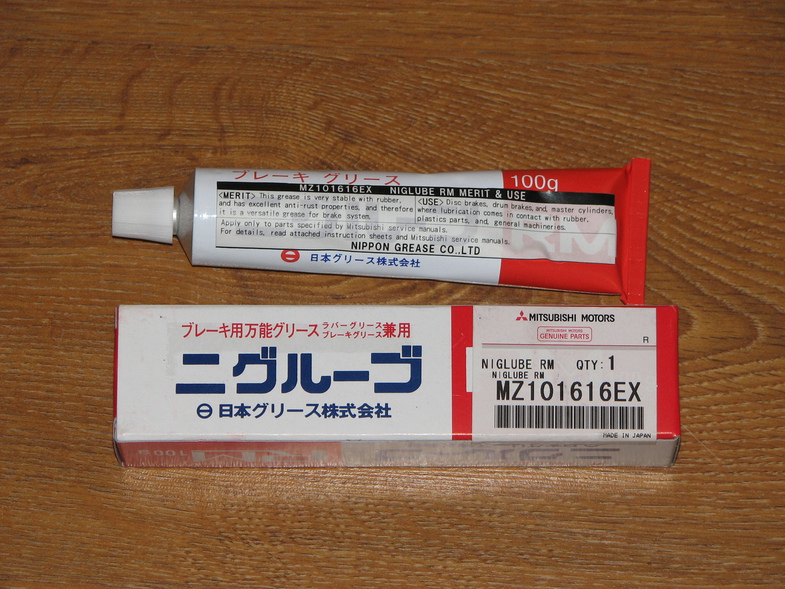 ブレーキ グリース
100g
MZ101616EX NIGLUBE RM MERIT & USE
<MERIT> This grease is very stable with rubber,
and has excellent anti-rust properties, and therefore
it is a versatile grease for brake system.
<USE> Disc brakes, drum brakes and, master cylinders,
where lubrication comes in contact with rubber,
plastics parts, and, general machineries.
Apply only to parts specified by Mitsubishi service manuals.
For details, read attached instruction sheets and Mitsubishi service manuals.
NIPPON GREASE CO.,LTD
RM
日本グリース株式会社
ブレーキ用万能グリース ラバーグリース ブレーキグリース 兼用
ニグルーブ
日本グリース株式会社
MITSUBISHI MOTORS
MITSUBISHI MOTORS
GENUINE PARTS
R
NIGLUBE RM QTY: 1
NIGLUBE RM
MZ101616EX
MADE IN JAPAN
100g
RM